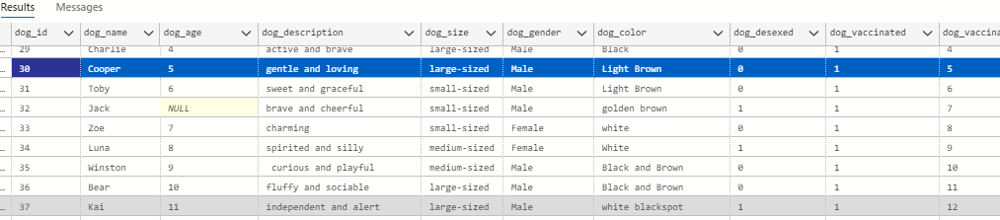 Results Messages
dog_id dog_name dog_age dog_description dog_size dog_gender dog_color dog_desexed dog_vaccinated dog_vaccina
29 Charlie 4 active and brave large-sized Male Black 0 1 4
30 Cooper 5 gentle and loving large-sized Male Light Brown 0 1 5
31 Toby 6 sweet and graceful small-sized Male Light Brown 0 1 6
32 Jack NULL brave and cheerful small-sized Male golden brown 1 1 7
33 Zoe 7 charming small-sized Female white 0 1 8
34 Luna 8 spirited and silly medium-sized Female White 1 1 9
35 Winston 9 curious and playful medium-sized Male Black and Brown 0 1 10
36 Bear 10 fluffy and sociable large-sized Male Black and Brown 0 1 11
37 Kai 11 independent and alert large-sized Male white blackspot 1 1 12